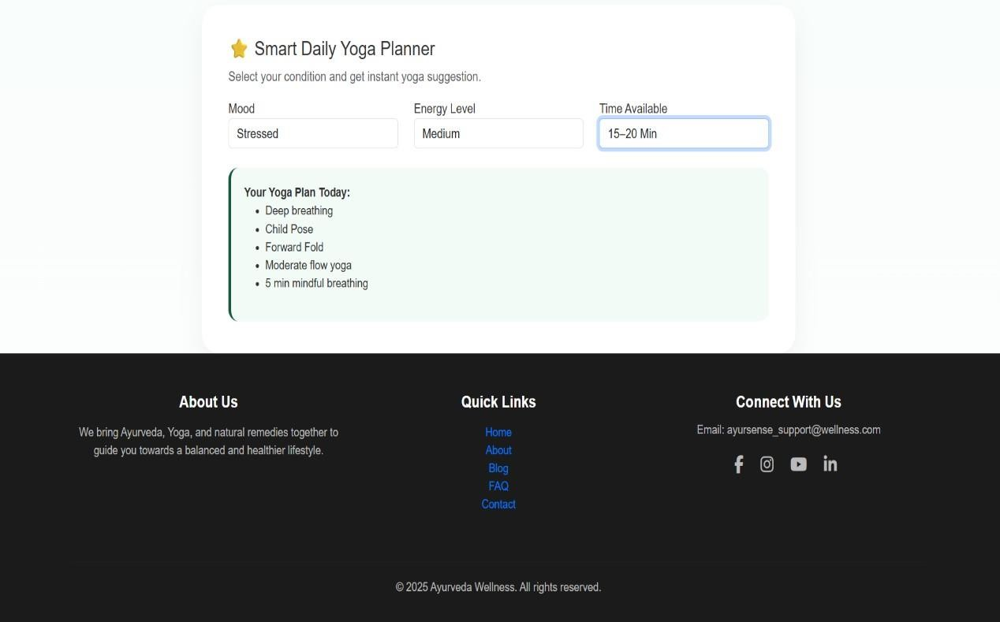 Smart Daily Yoga Planner
Select your condition and get instant yoga suggestion.
Mood
Stressed
Energy Level
Medium
Time Available
15–20 Min
Your Yoga Plan Today:
• Deep breathing
• Child Pose
• Forward Fold
• Moderate flow yoga
• 5 min mindful breathing
About Us
We bring Ayurveda, Yoga, and natural remedies together to
guide you towards a balanced and healthier lifestyle.
Quick Links
Home
About
Blog
FAQ
Contact
Connect With Us
Email: ayursense_support@wellness.com
© 2025 Ayurveda Wellness. All rights reserved.